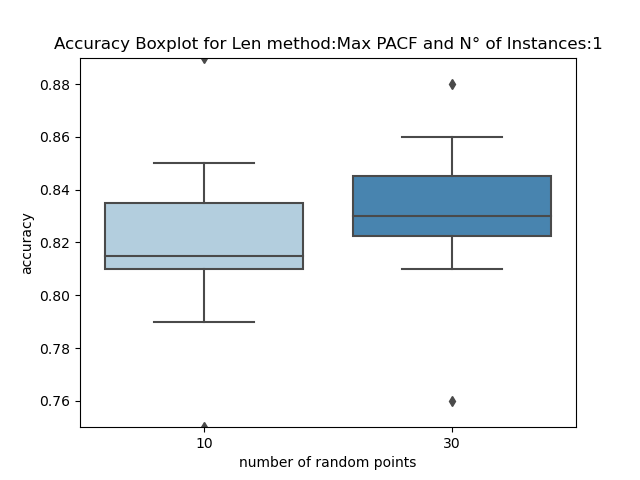 Accuracy Boxplot for Len method:Max PACF and N° of Instances:1
0.88
0.86
0.84
0.82
0.80
0.78
0.76
accuracy
10 30
number of random points